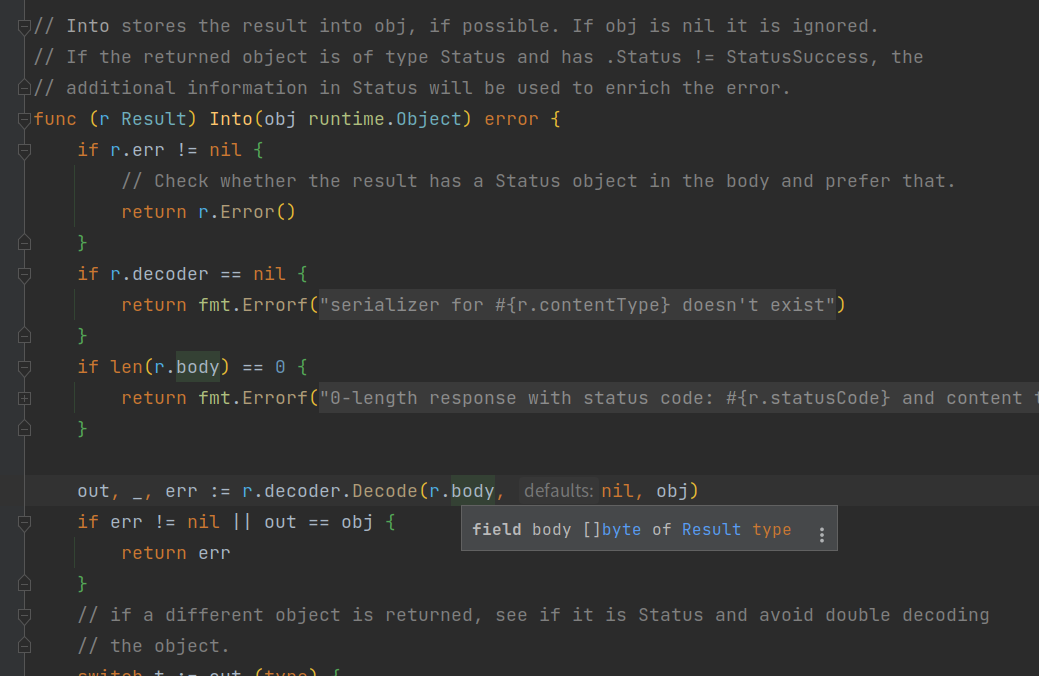 // Into stores the result into obj, if possible. If obj is nil it is ignored.
// If the returned object is of type Status and has .Status != StatusSuccess, the
// additional information in Status will be used to enrich the error.
func (r Result) Into(obj runtime.Object) error {
if r.err != nil {
// Check whether the result has a Status object in the body and prefer that.
return r.Error()
}
if r.decoder == nil {
return fmt.Errorf("serializer for #{r.contentType} doesn't exist")
}
if len(r.body) == 0 {
return fmt.Errorf("0-length response with status code: #{r.statusCode} and content
}
out, _, err := r.decoder.Decode(r.body, defaults: nil, obj)
if err != nil || out == obj {
field body []byte of Result type
return err
}
// if a different object is returned, see if it is Status and avoid double decoding
// the object.
switch t := out.(type) {